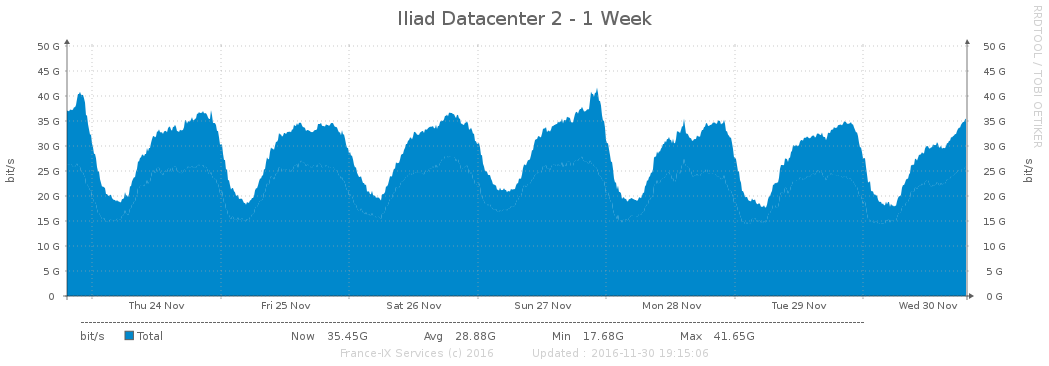 Iliad Datacenter 2 - 1 Week
RRDTOOL / TOBI OETIKER
50 G 50 G
45 G 45 G
40 G 40 G
35 G 35 G
30 G 30 G
25 G 25 G
20 G 20 G
15 G 15 G
10 G 10 G
5 G 5 G
0 0 G
bit/s bit/s
Thu 24 Nov Fri 25 Nov Sat 26 Nov Sun 27 Nov Mon 28 Nov Tue 29 Nov Wed 30 Nov
bit/s Total Now 35.45G Avg 28.88G Min 17.68G Max 41.65G
France-IX Services (c) 2016 Updated : 2016-11-30 19:15:06